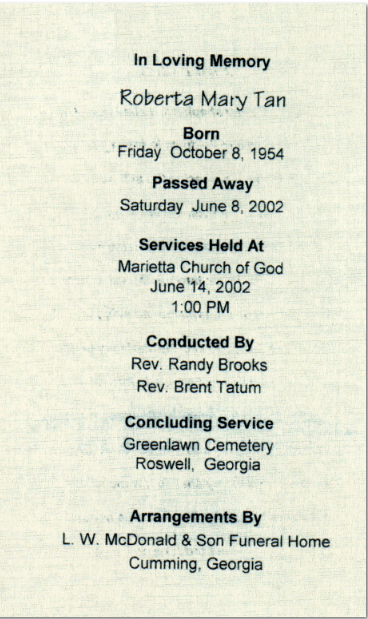 In Loving Memory
Roberta Mary Tan
Born
Friday October 8, 1954
Passed Away
Saturday June 8, 2002
Services Held At
Marietta Church of God
June 14, 2002
1:00 PM
Conducted By
Rev. Randy Brooks
Rev. Brent Tatum
Concluding Service
Greenlawn Cemetery
Roswell, Georgia
Arrangements By
L. W. McDonald & Son Funeral Home
Cumming, Georgia